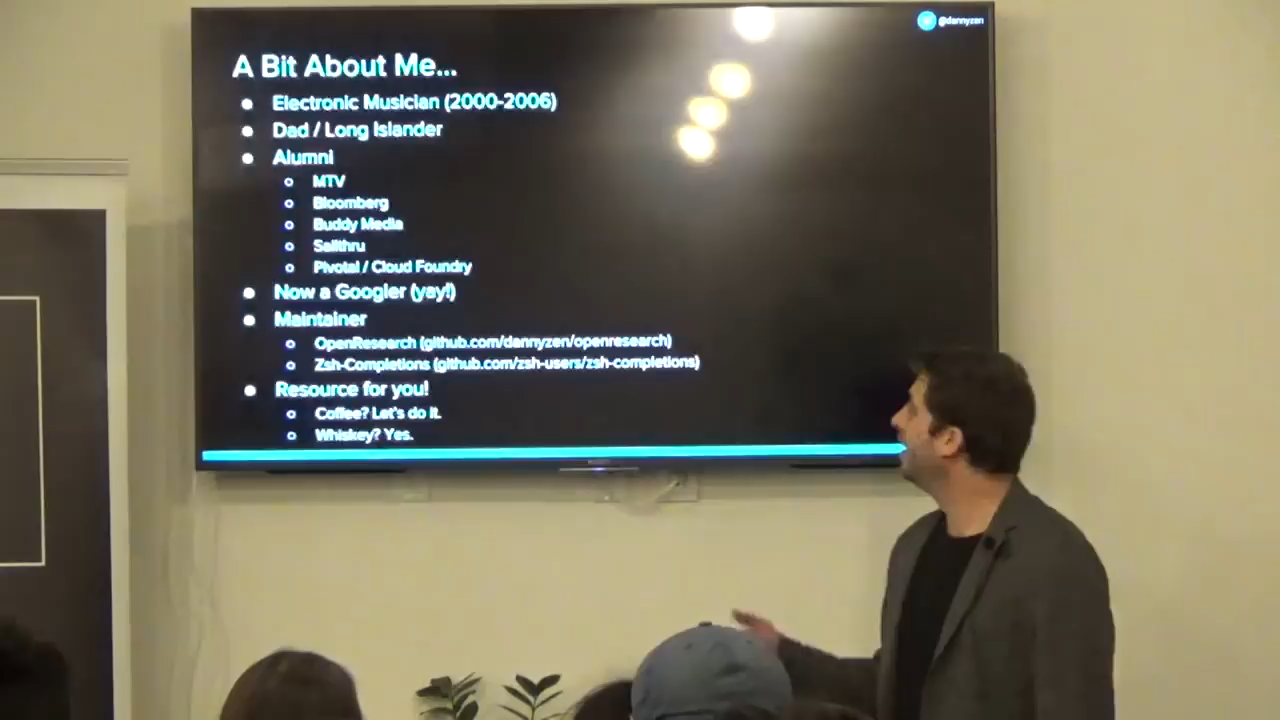 @dannyzen
A Bit About Me...
● Electronic Musician (2000-2006)
● Dad / Long Islander
● Alumni
○ MTV
○ Bloomberg
○ Buddy Media
○ Sailthru
○ Pivotal / Cloud Foundry
● Now a Googler (yay!)
● Maintainer
○ OpenResearch (github.com/dannyzen/openresearch)
○ Zsh-Completions (github.com/zsh-users/zsh-completions)
● Resource for you!
○ Coffee? Let's do it.
○ Whiskey? Yes.